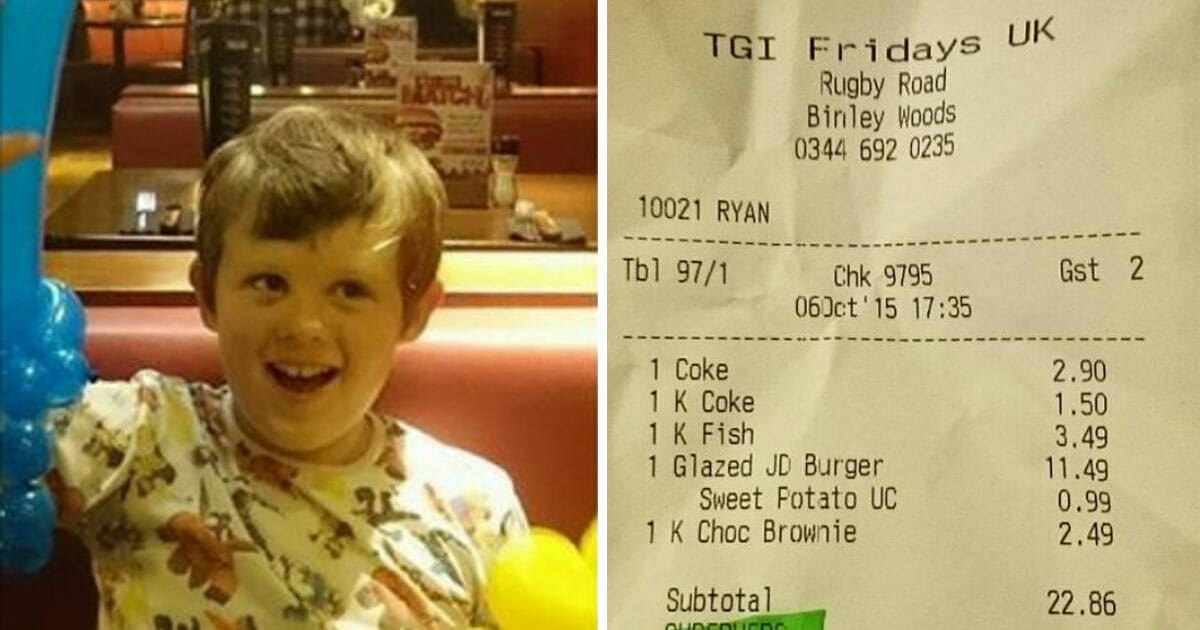 TGI Fridays UK
Rugby Road
Binley Woods
0344 692 0235
10021 RYAN
Tbl 97/1 Chk 9795 Gst 2
06Oct'15 17:35
1 Coke 2.90
1 K Coke 1.50
1 K Fish 3.49
1 Glazed JD Burger 11.49
Sweet Potato UC 0.99
1 K Choc Brownie 2.49
Subtotal 22.86